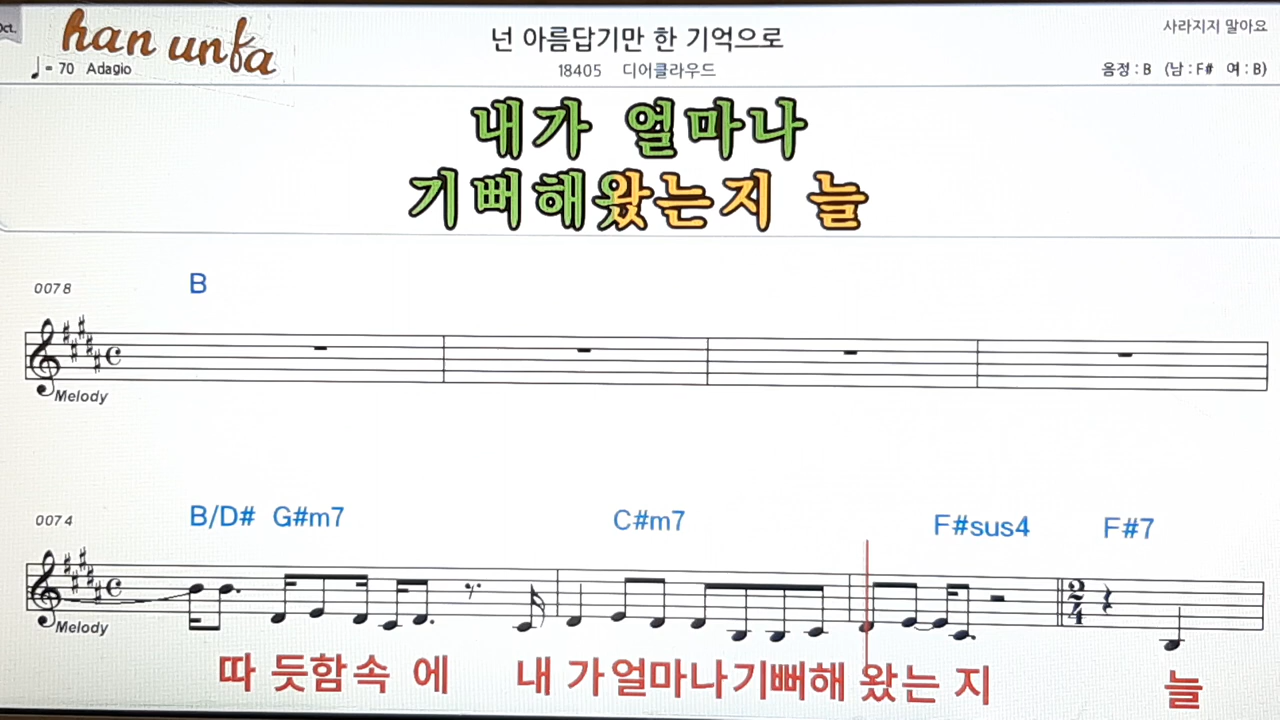 Oct.
han unfa
넌 아름답기만 한 기억으로
사라지지 말아요
♩= 70 Adagio
18405 디어클라우드
음정 : B (남 : F# 여 : B)
내가 얼마나
기뻐해왔는지 늘
0078
B
Melody
0074
B/D# G#m7 C#m7 F#sus4 F#7
2
4
Melody
따 듯함속 에 내 가얼마나기뻐해 왔는 지 늘